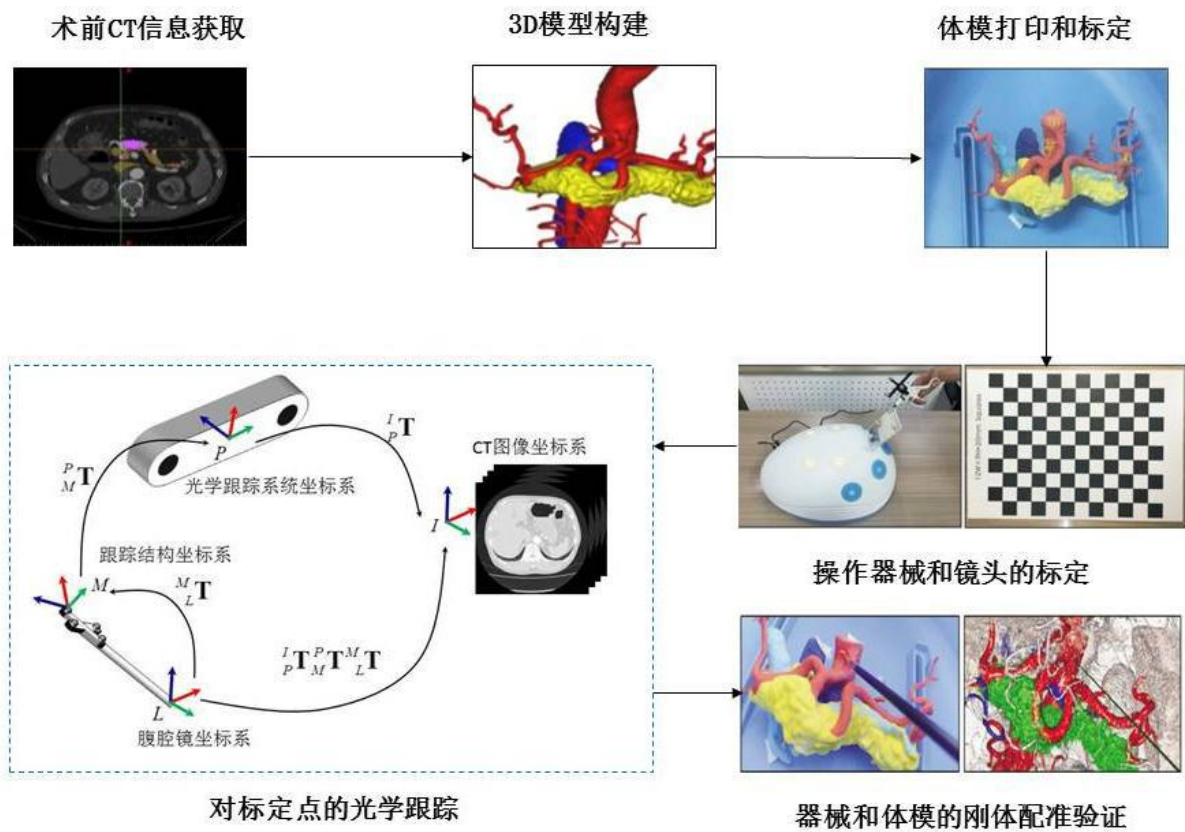 术前CT信息获取
3D模型构建
体模打印和标定
P
光学跟踪系统坐标系
I P T
CT图像坐标系
I
P M T
跟踪结构坐标系
M
M L T
I P T P M T M L T
L
腹腔镜坐标系
对标定点的光学跟踪
操作器械和镜头的标定
器械和体模的刚体配准验证